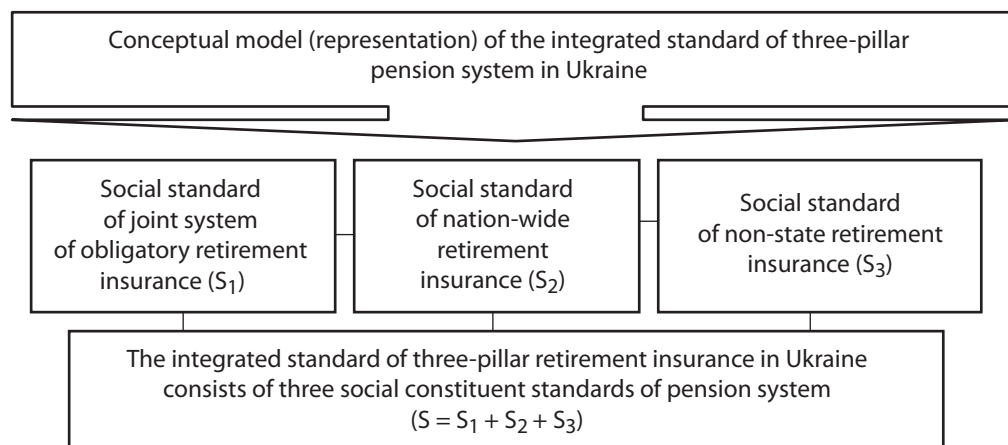 Conceptual model (representation) of the integrated standard of three-pillar
pension system in Ukraine
Social standard
of joint system
of obligatory retirement
insurance (S₁)
Social standard
of nation-wide
retirement
insurance (S₂)
Social standard
of non-state retirement
insurance (S₃)
The integrated standard of three-pillar retirement insurance in Ukraine
consists of three social constituent standards of pension system
(S = S₁ + S₂ + S₃)